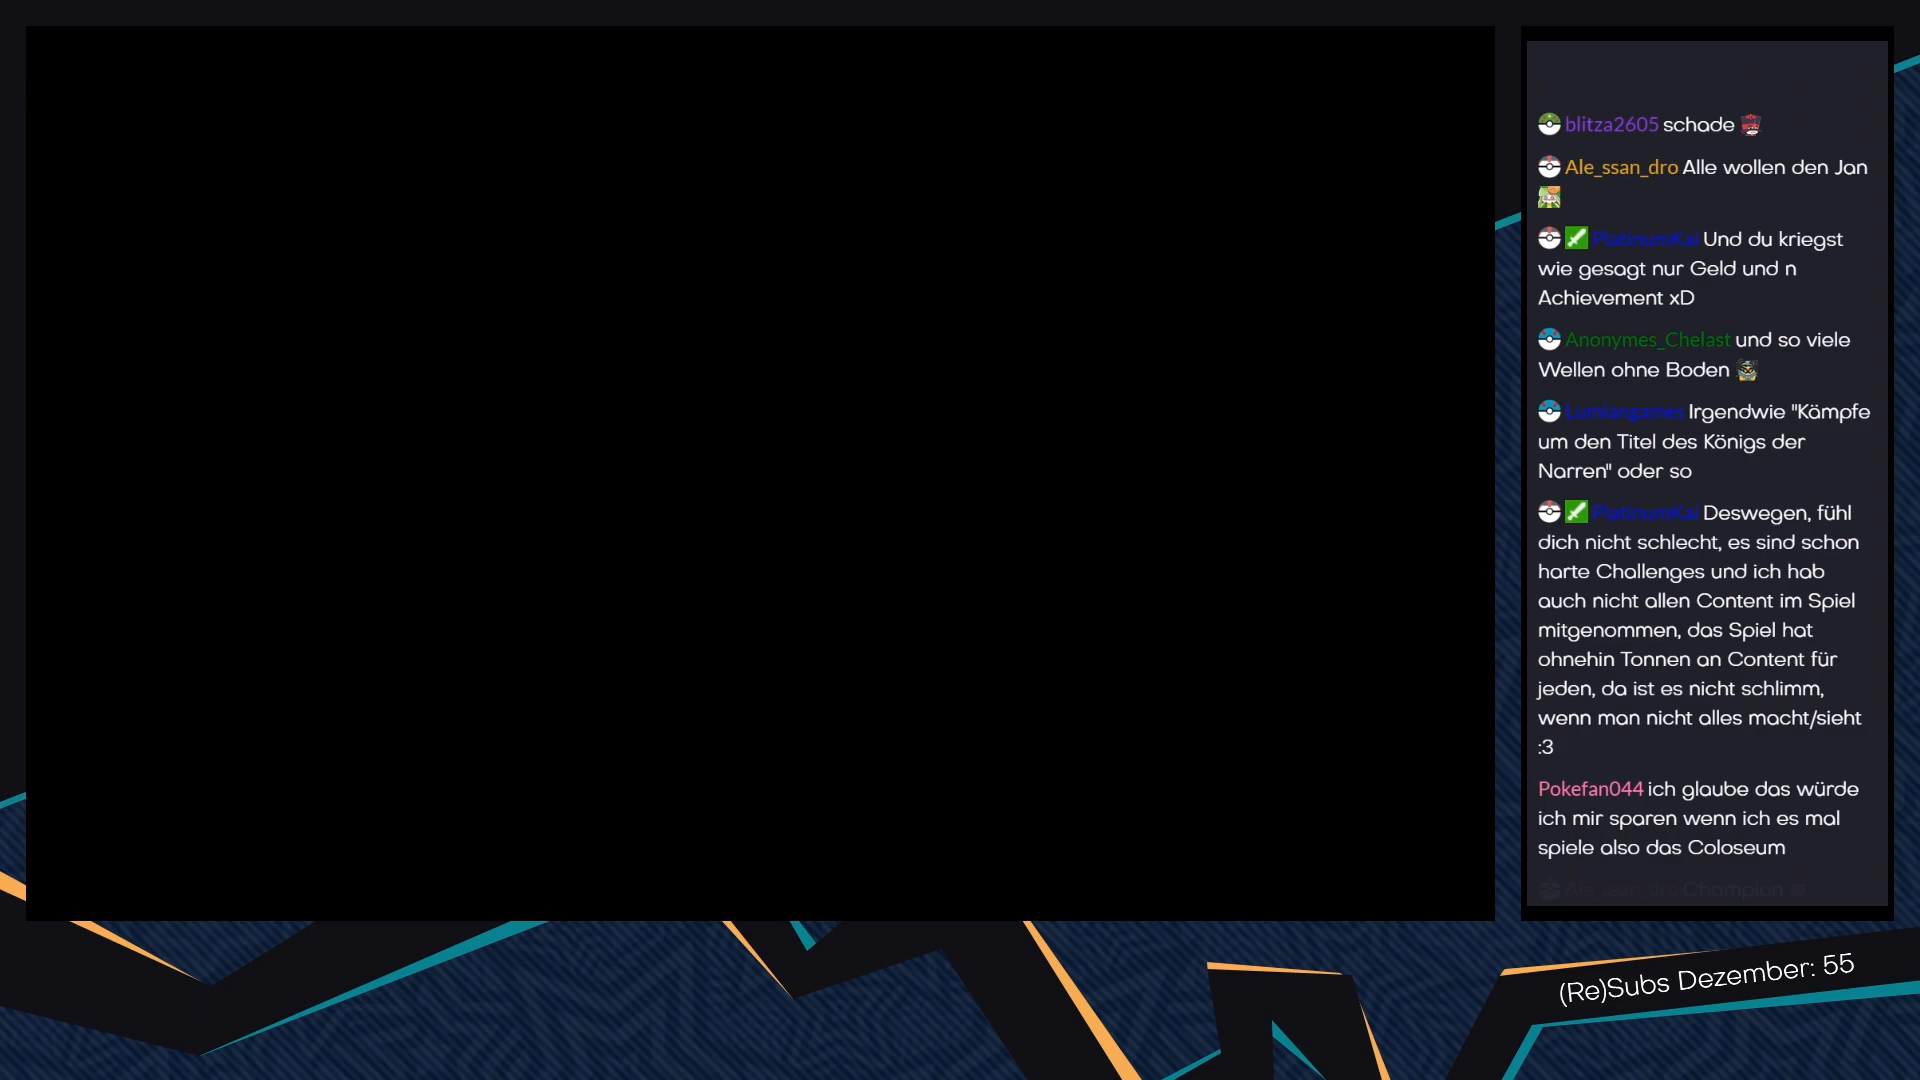 blitza2605 schade
Ale_ssan_dro Alle wollen den Jan
PlatinumKai Und du kriegst
wie gesagt nur Geld und n
Achievement xD
Anonymes_Chelast und so viele
Wellen ohne Boden
Lumiangames Irgendwie "Kämpfe
um den Titel des Königs der
Narren" oder so
PlatinumKai Deswegen, fühl
dich nicht schlecht, es sind schon
harte Challenges und ich hab
auch nicht allen Content im Spiel
mitgenommen, das Spiel hat
ohnehin Tonnen an Content für
jeden, da ist es nicht schlimm,
wenn man nicht alles macht/sieht
:3
Pokefan044 ich glaube das würde
ich mir sparen wenn ich es mal
spiele also das Coloseum
Ale_ssan_dro Champion
(Re)Subs Dezember: 55